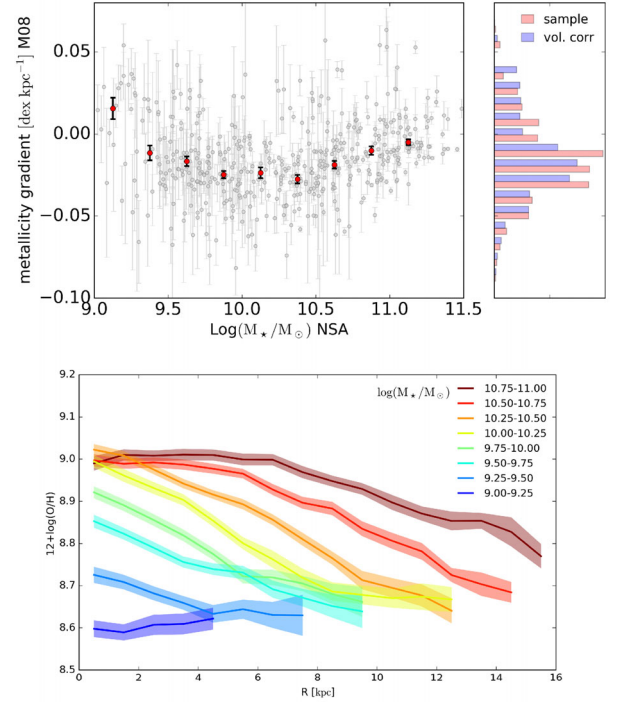 metallicity gradient [dex kpc⁻¹] M08
0.05
0.00
−0.05
−0.10
9.0 9.5 10.0 10.5 11.0 11.5
Log(M⋆/M⊙) NSA
sample
vol. corr
12+log(O/H)
9.2
9.1
9.0
8.9
8.8
8.7
8.6
8.5
0 2 4 6 8 10 12 14 16
R [kpc]
log(M⋆/M⊙)
10.75-11.00
10.50-10.75
10.25-10.50
10.00-10.25
9.75-10.00
9.50-9.75
9.25-9.50
9.00-9.25